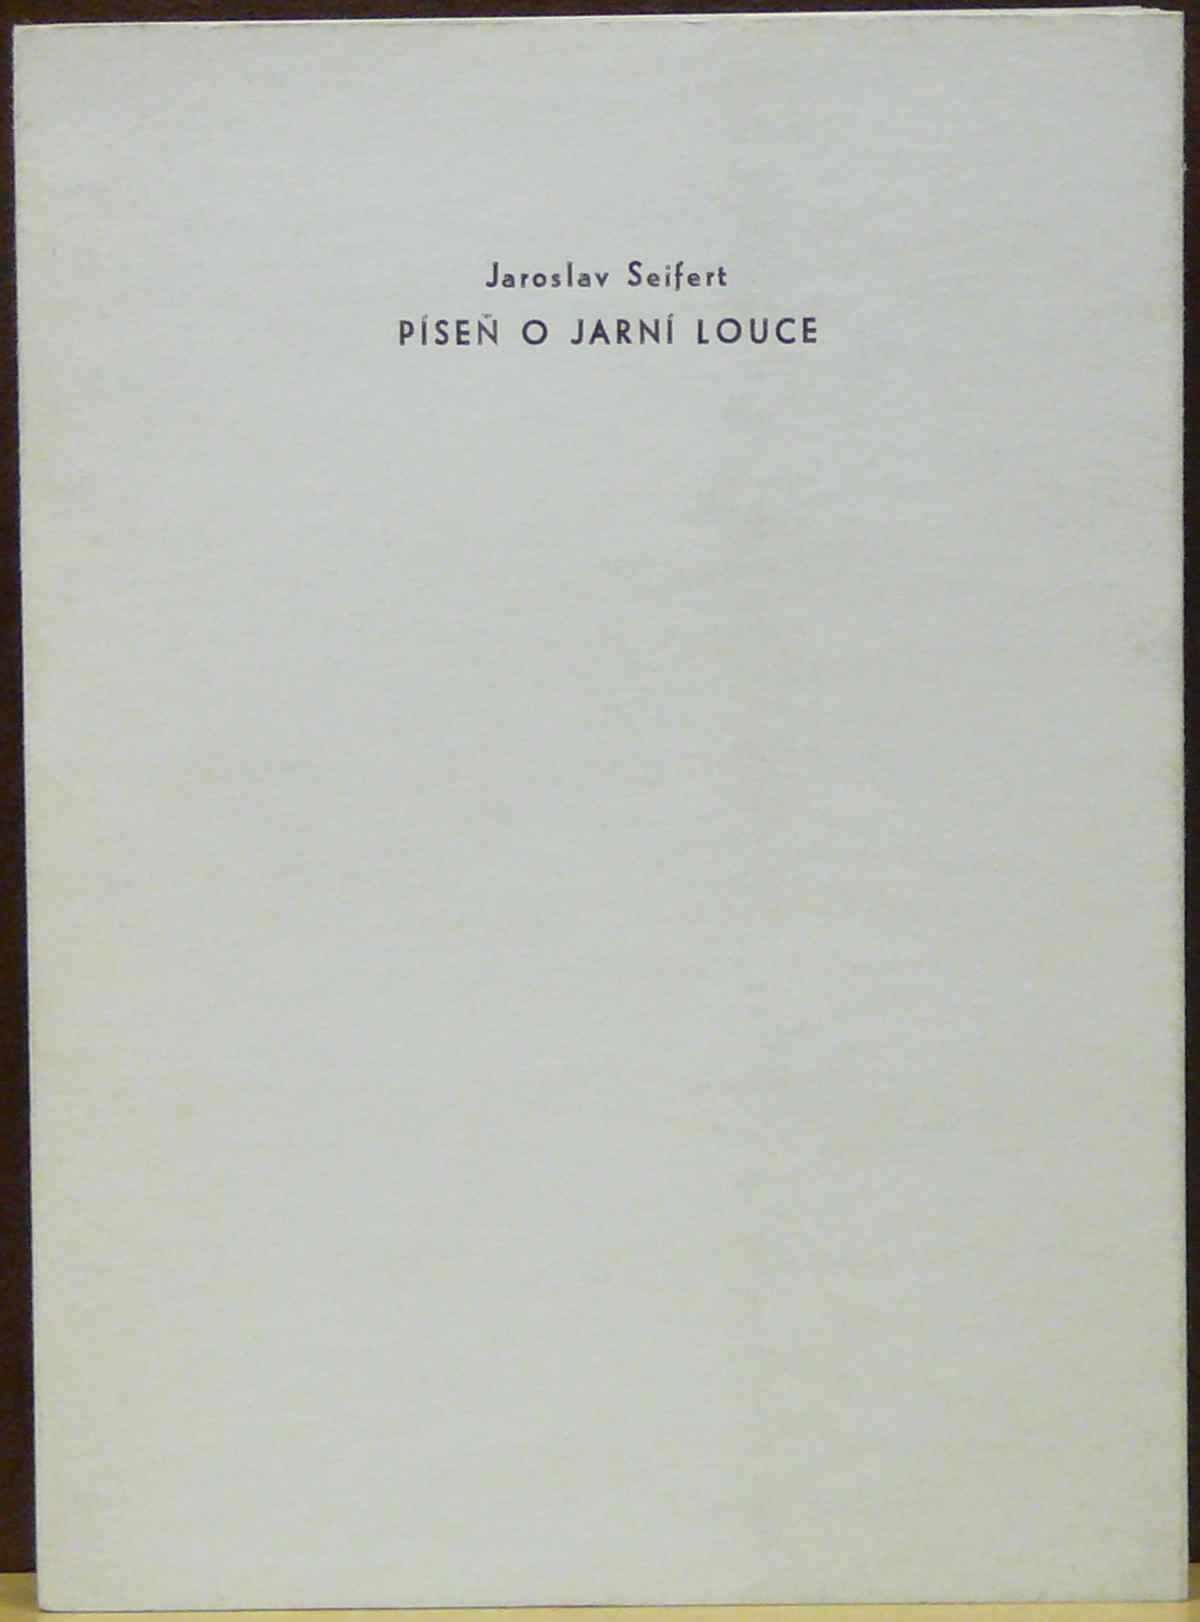 Jaroslav Seifert
PÍSEŇ O JARNÍ LOUCE